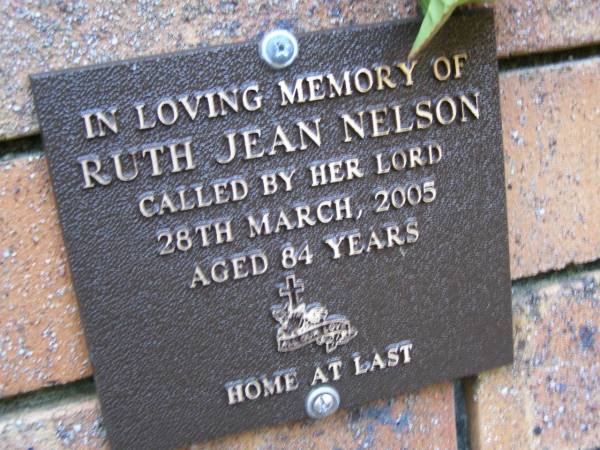 IN LOVING MEMORY OF
RUTH JEAN NELSON
CALLED BY HER LORD
28TH MARCH, 2005
AGED 84 YEARS
HOME AT LAST